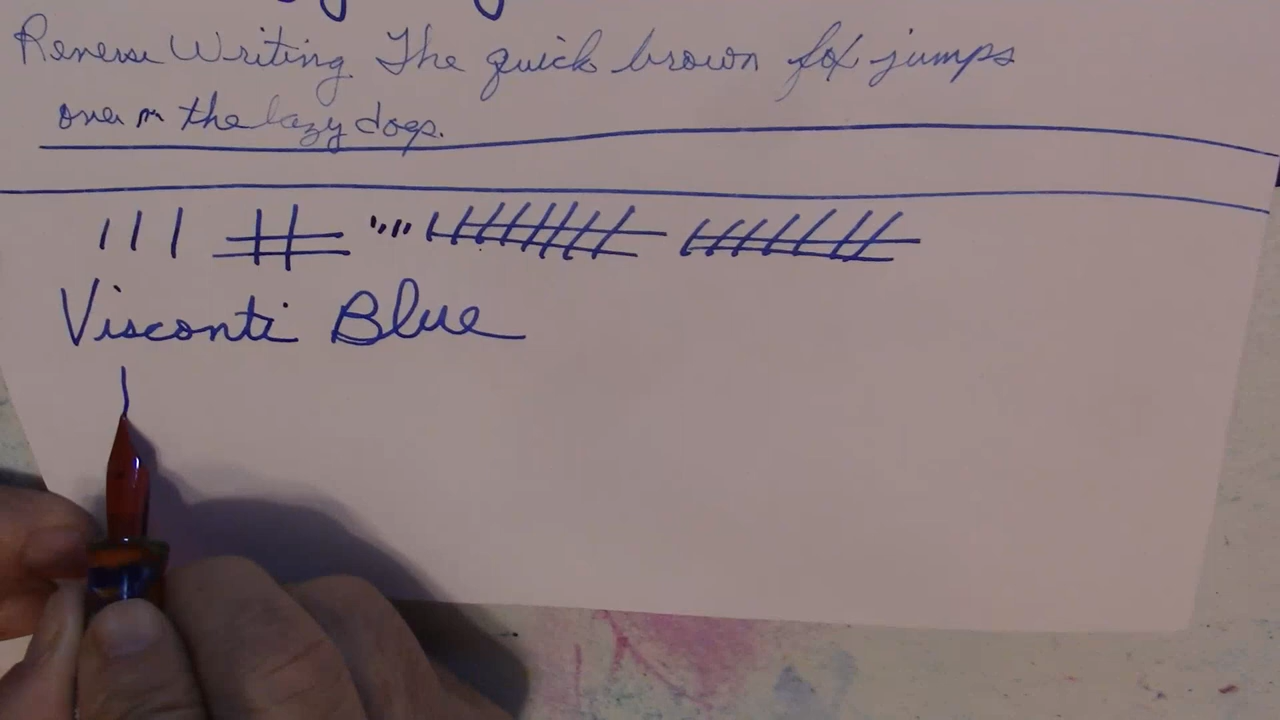 Reverse Writing. The quick brown fox jumps
over the lazy dogs.
Visconti Blue